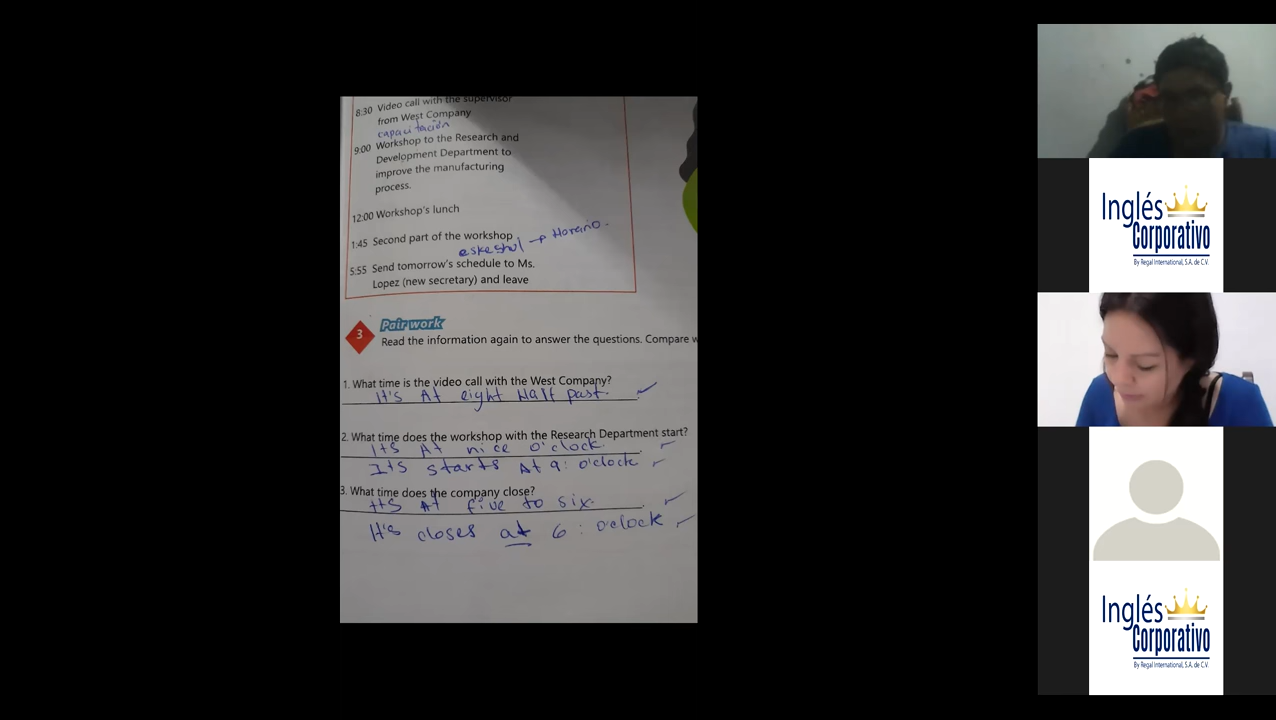 8:30 Video call with the supervisor
from West Company
capacitación
9:00 Workshop to the Research and
Development Department to
improve the manufacturing
process.
12:00 Workshop's lunch
1:45 Second part of the workshop
eskeshul → Horario.
5:55 Send tomorrow's schedule to Ms.
Lopez (new secretary) and leave
3
Pair work
Read the information again to answer the questions. Compare w
1. What time is the video call with the West Company?
It's At eight Half past.
2. What time does the workshop with the Research Department start?
It's At nice o'clock.
It's starts At 9: o'clock
3. What time does the company close?
It's At five to six.
It's closes at 6: o'clock
Inglés
Corporativo
By Regal International, S.A. de C.V.
Inglés
Corporativo
By Regal International, S.A. de C.V.